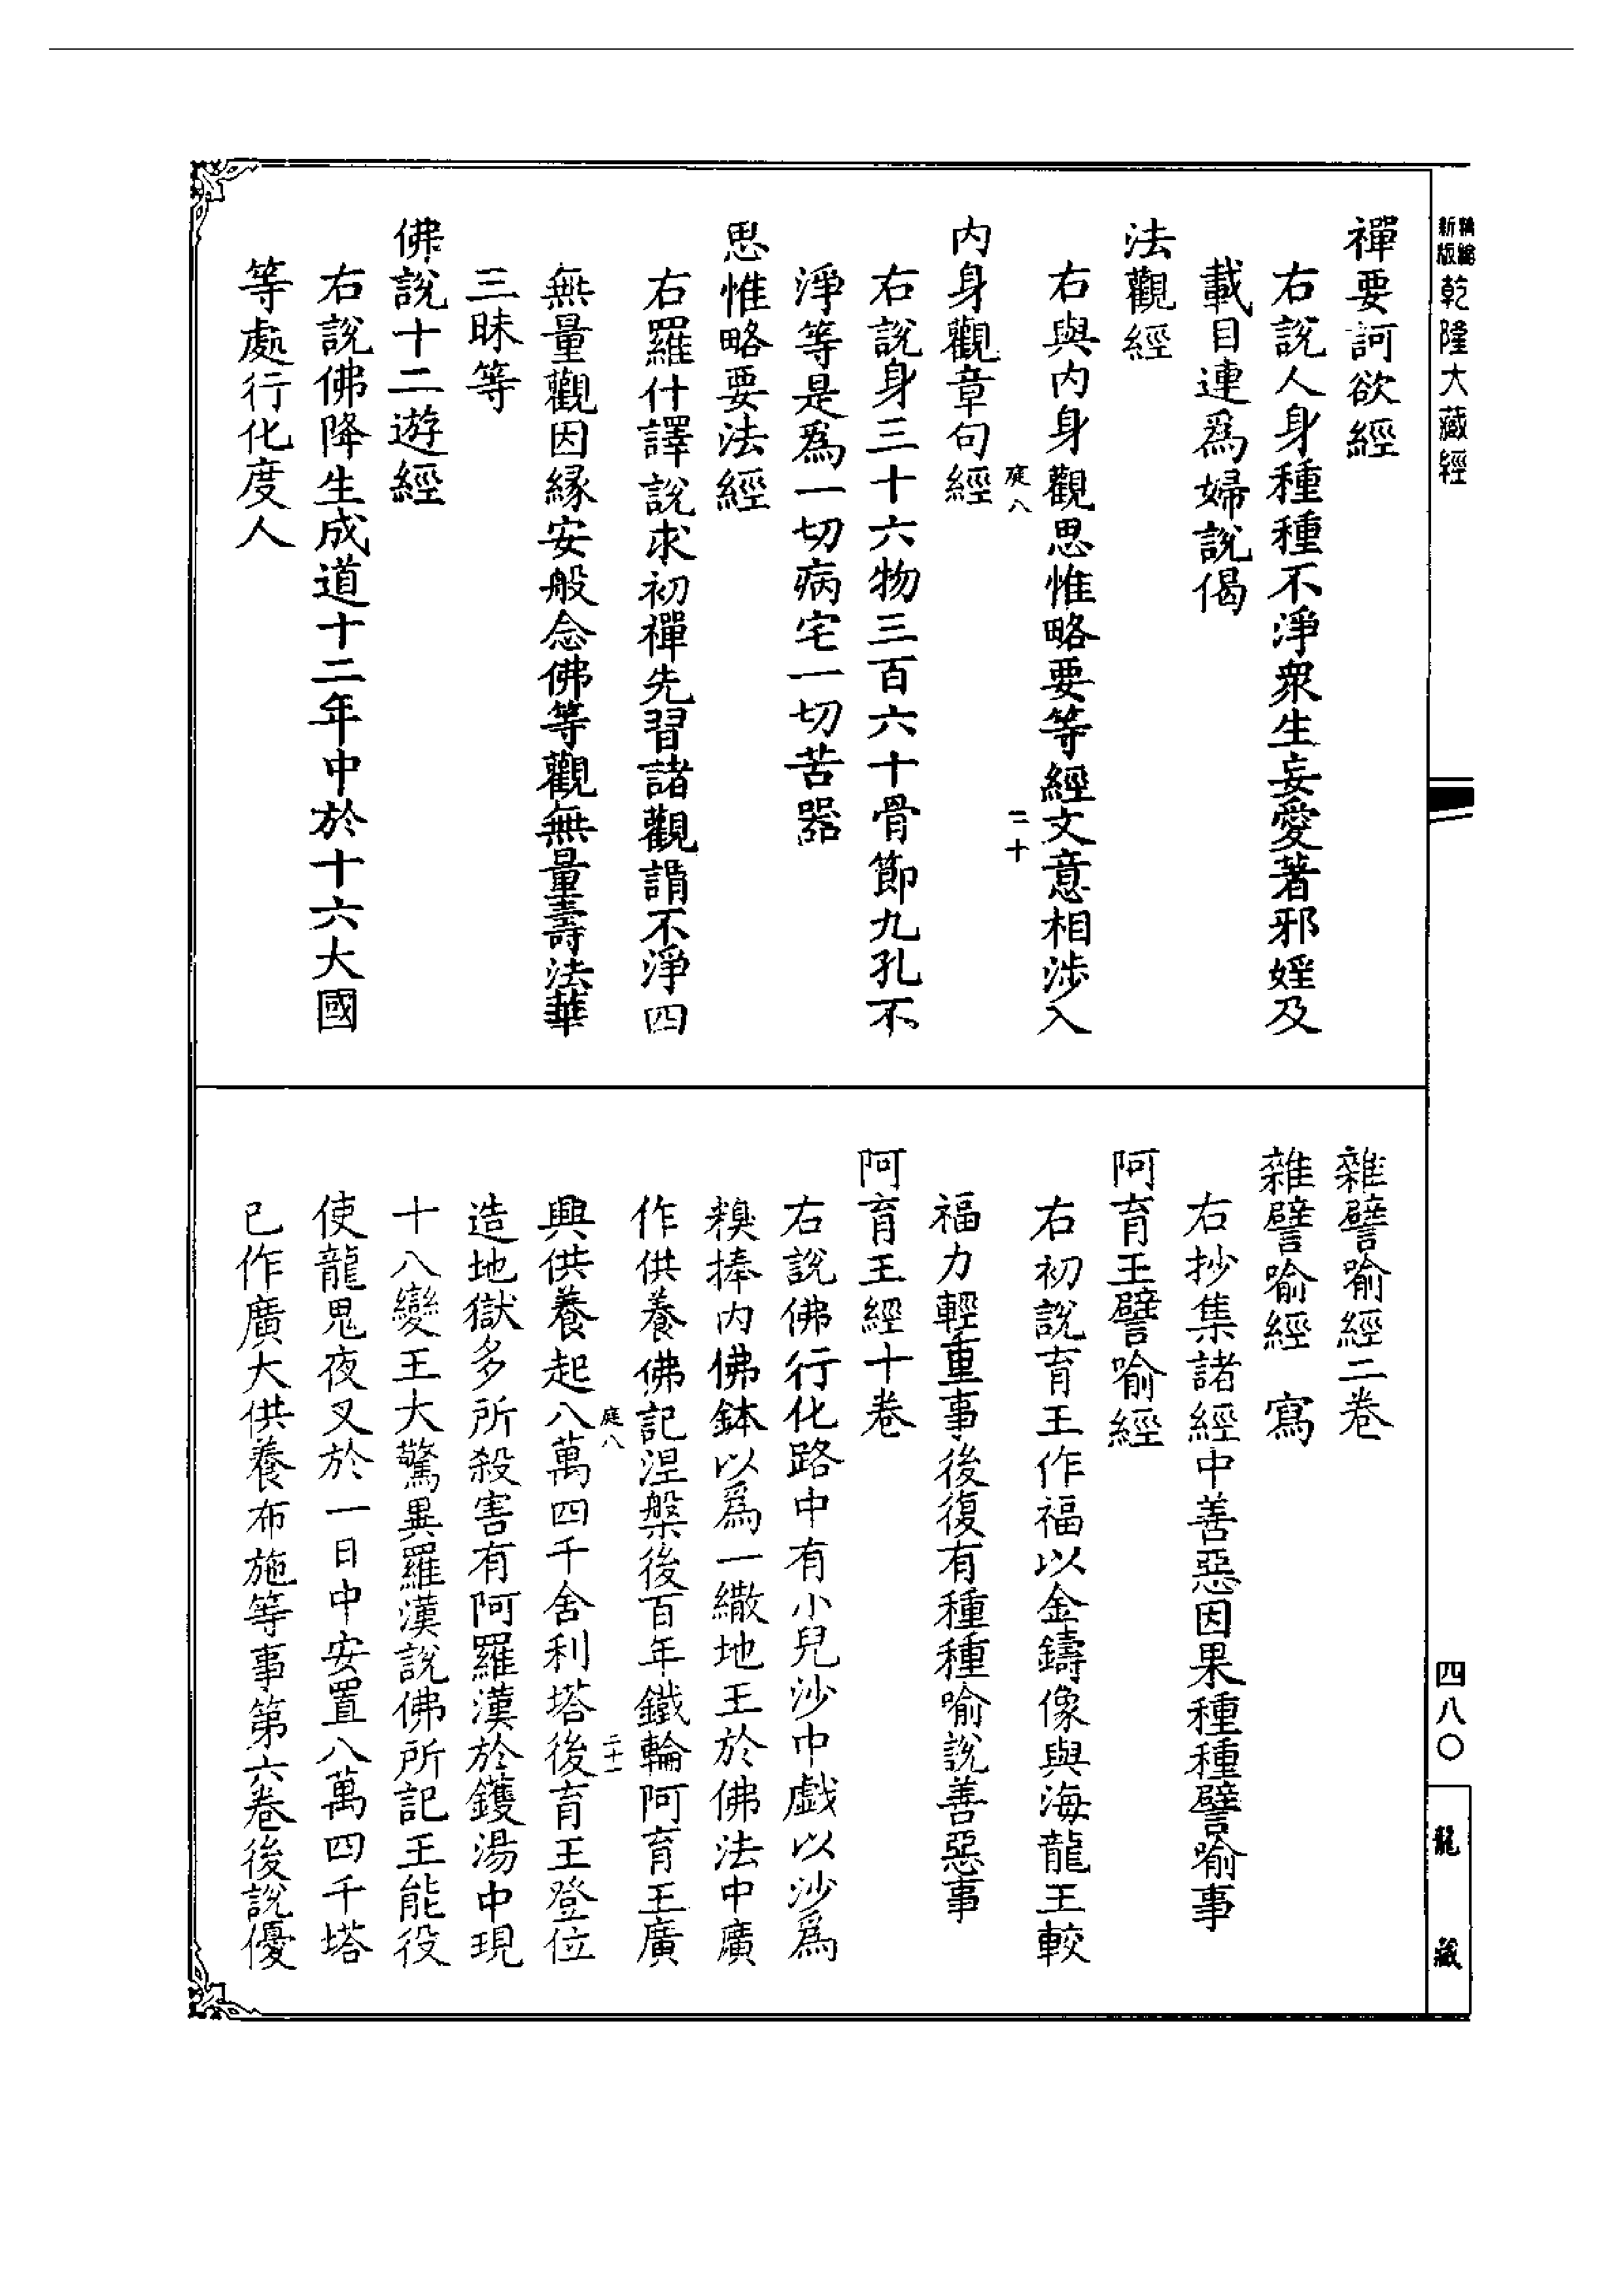 新編縮版乾隆大藏經
禪要訶欲經
右說人身種種不淨衆生妄愛著邪婬及
載目連爲婦說偈
法觀經
右與內身觀思惟略要等經文意相涉入
庭八
二十
內身觀章句經
右說身三十六物三百六十骨節九孔不
淨等是爲一切病宅一切苦器
思惟略要法經
右羅什譯說求初禪先習諸觀謂不淨四
無量觀因緣安般念佛等觀無量壽法華
三昧等
佛說十二遊經
右說佛降生成道十二年中於十六大國
等處行化度人
四八〇
龍藏
雜譬喻經二卷
雜譬喻經 寫
右抄集諸經中善惡因果種種譬喻事
阿育王譬喻經
右初說育王作福以金鑄像與海龍王較
福力輕重事後復有種種喻說善惡事
阿育王經十卷
右說佛行化路中有小兒沙中戲以沙爲
糗捧內佛鉢以爲一繖地王於佛法中廣
作供養佛記涅槃後百年鐵輪阿育王廣
庭八
二十一
興供養起八萬四千舍利塔後育王登位
造地獄多所殺害有阿羅漢於鑊湯中現
十八變王大驚異羅漢說佛所記王能役
使龍鬼夜叉於一日中安置八萬四千塔
已作廣大供養布施等事第六卷後說優